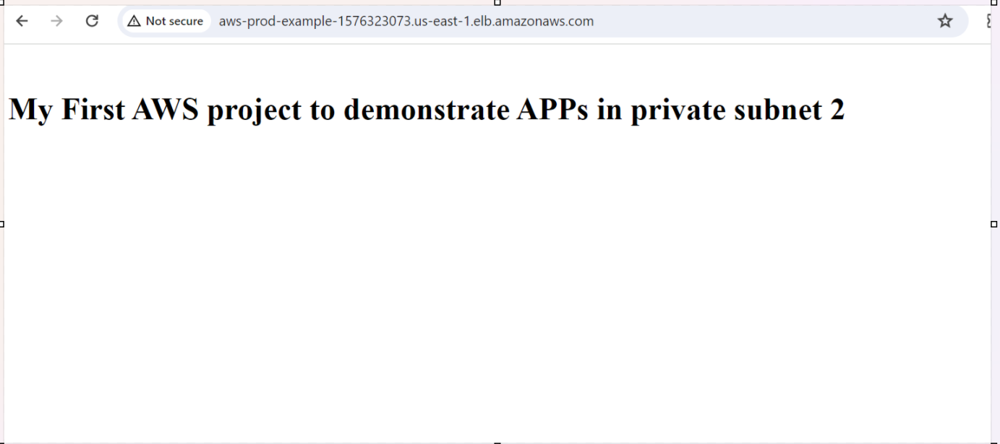 Not secure aws-prod-example-1576323073.us-east-1.elb.amazonaws.com
My First AWS project to demonstrate APPs in private subnet 2